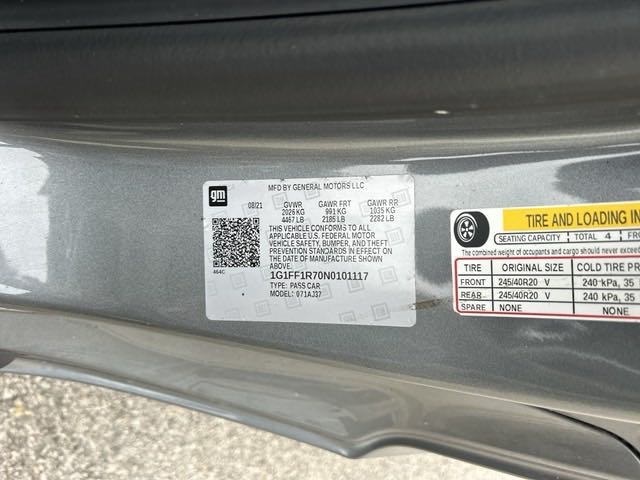 gm
MFD BY GENERAL MOTORS LLC
08/21 GVWR GAWR FRT GAWR RR
2026 KG 991 KG 1035 KG
4467 LB 2185 LB 2282 LB
THIS VEHICLE CONFORMS TO ALL
APPLICABLE U.S. FEDERAL MOTOR
VEHICLE SAFETY, BUMPER, AND THEFT
PREVENTION STANDARDS IN EFFECT ON
THE DATE OF MANUFACTURE SHOWN
ABOVE.
464C
1G1FF1R70N0101117
TYPE: PASS CAR
MODEL: 071AJ37
TIRE AND LOADING IN
SEATING CAPACITY TOTAL 4 FRO
The combined weight of occupants and cargo should never exceed
TIRE ORIGINAL SIZE COLD TIRE PR
FRONT 245/40R20 V 240 kPa, 35
REAR 245/40R20 V 240 kPa, 35
SPARE NONE NONE